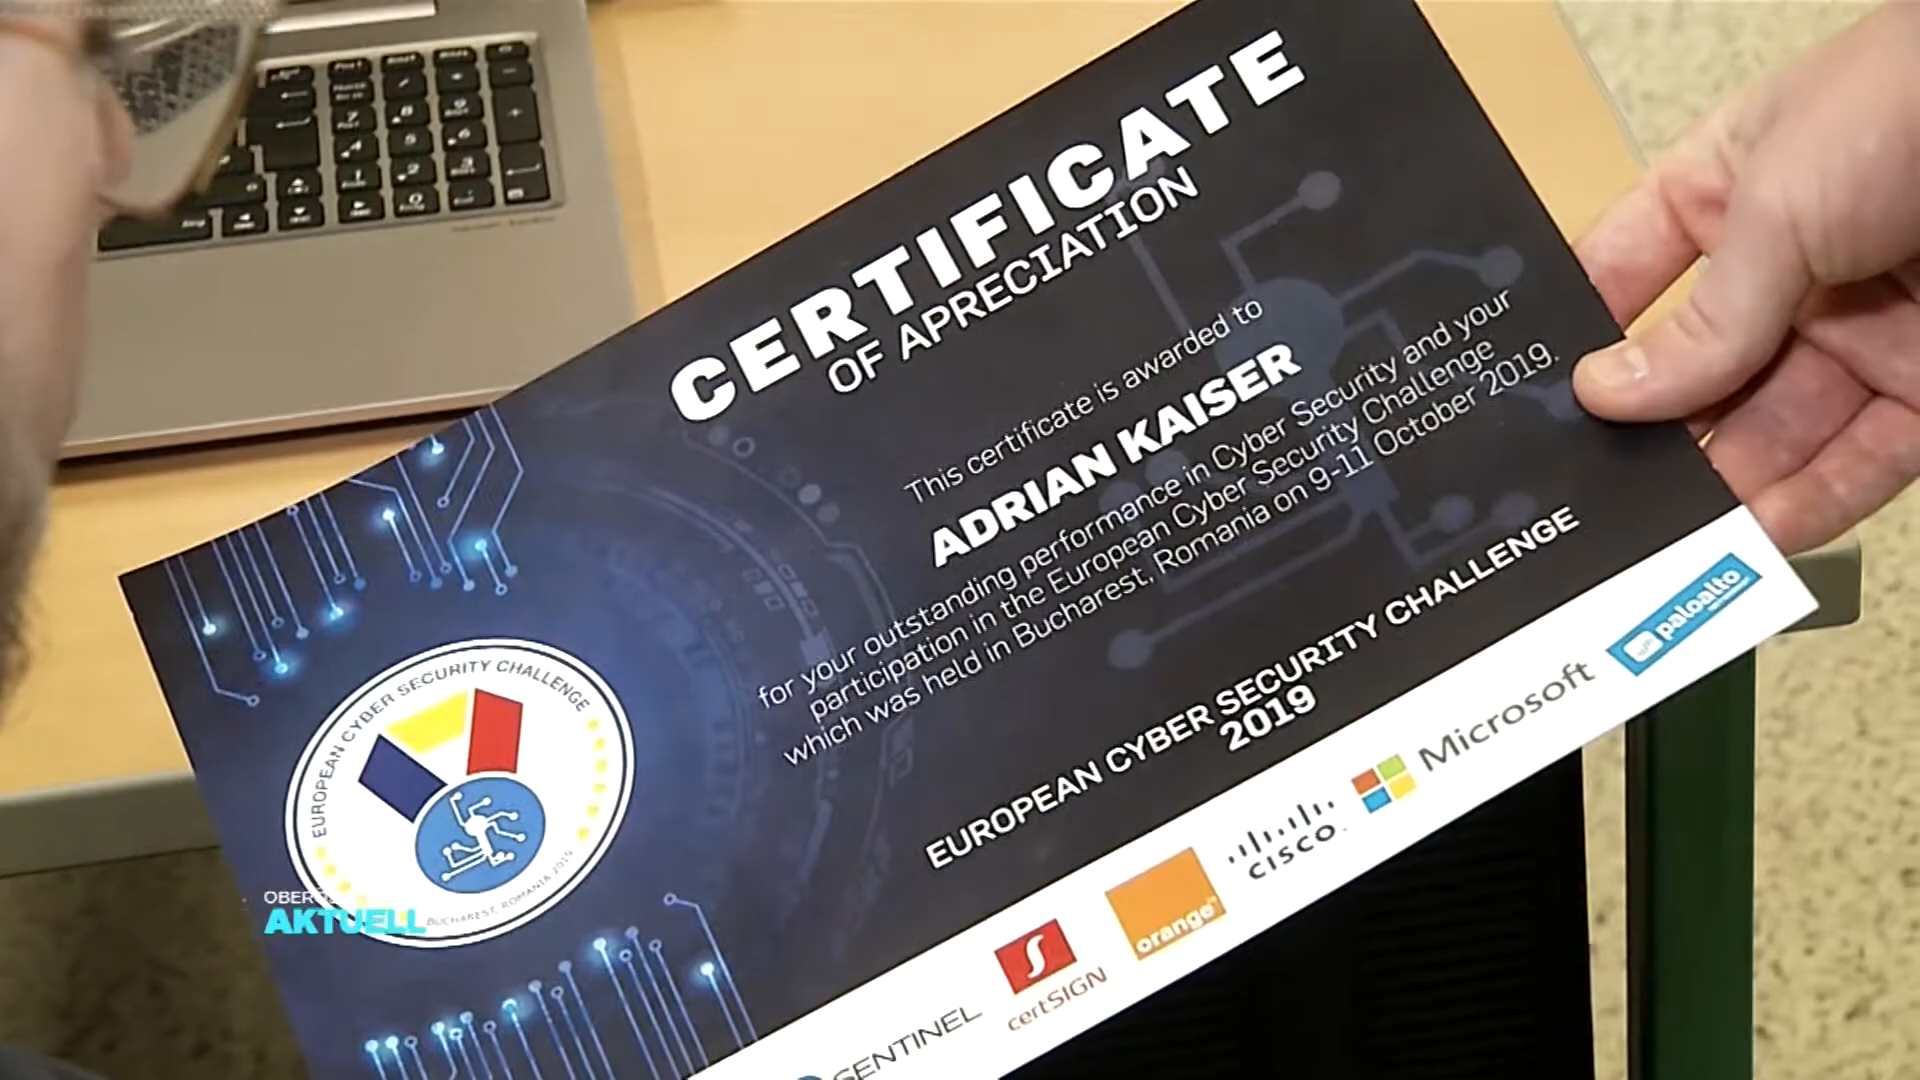 CERTIFICATE
OF APRECIATION
This certificate is awarded to
ADRIAN KAISER
for your outstanding performance in Cyber Security and your
participation in the European Cyber Security Challenge
which was held in Bucharest, Romania on 9-11 October 2019.
EUROPEAN CYBER SECURITY CHALLENGE
2019
EUROPEAN CYBER SECURITY CHALLENGE
BUCHAREST, ROMANIA 2019
AKTUELL
SENTINEL
certSIGN
orange
CISCO
Microsoft
paloalto